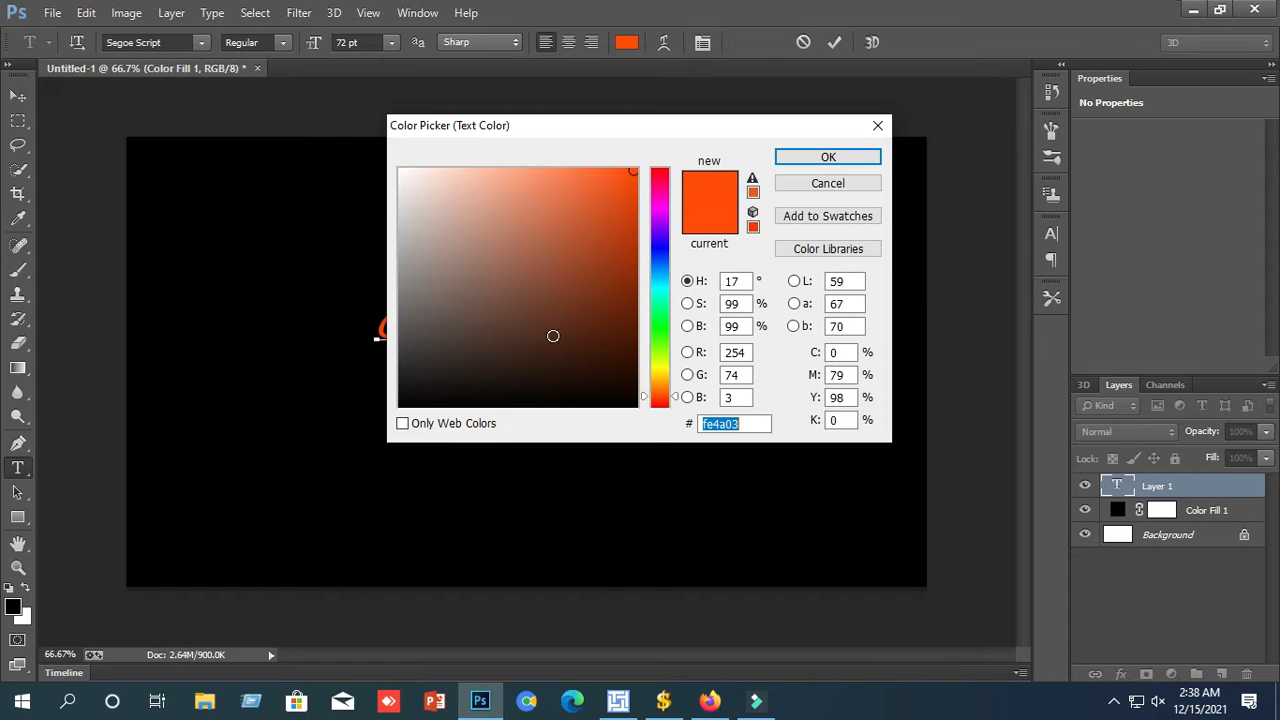 Ps File Edit Image Layer Type Select Filter 3D View Window Help
T Segoe Script Regular 72 pt Sharp 3D 3D
Untitled-1 @ 66.7% (Color Fill 1, RGB/8) * ×
Properties
No Properties
Color Picker (Text Color)
new
current
OK
Cancel
Add to Swatches
Color Libraries
H: 17 ° L: 59
S: 99 % a: 67
B: 99 % b: 70
R: 254 C: 0 %
G: 74 M: 79 %
B: 3 Y: 98 %
# fe4a03 K: 0 %
Only Web Colors
3D Layers Channels
Kind
Normal Opacity: 100%
Lock: Fill: 100%
T Layer 1
Color Fill 1
Background
66.67% Doc: 2.64M/900.0K
Timeline
2:38 AM
12/15/2021